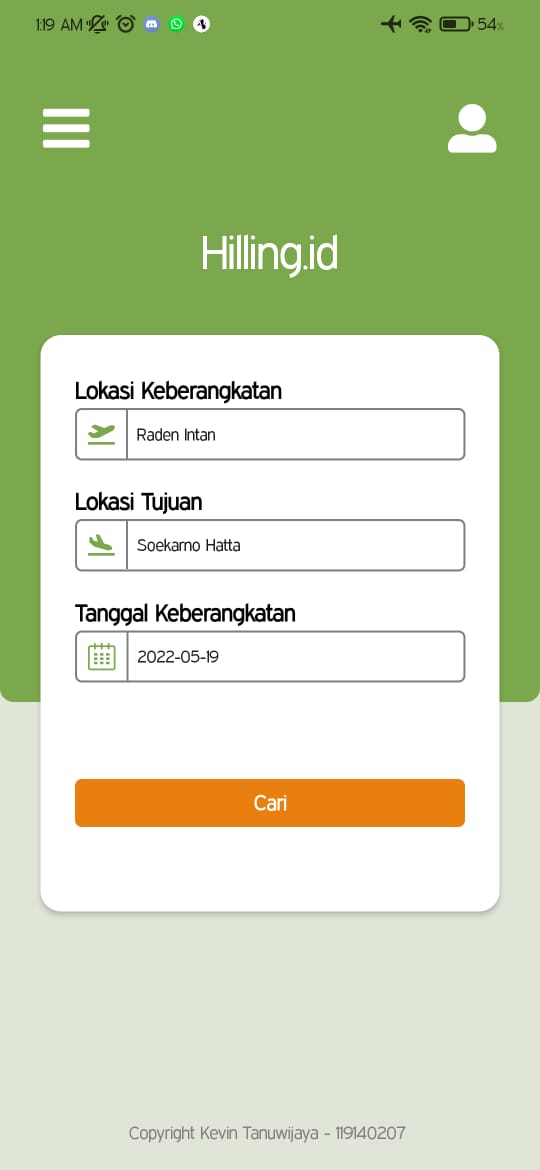 1:19 AM 54%
Hilling.id
Lokasi Keberangkatan
Raden Intan
Lokasi Tujuan
Soekarno Hatta
Tanggal Keberangkatan
2022-05-19
Cari
Copyright Kevin Tanuwijaya - 119140207